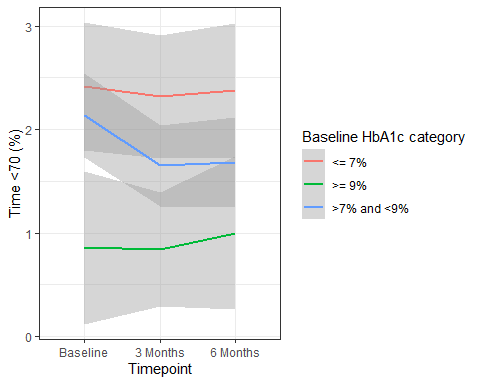 Time <70 (%)
3
2
1
0
Baseline 3 Months 6 Months
Timepoint
Baseline HbA1c category
<= 7%
>= 9%
>7% and <9%